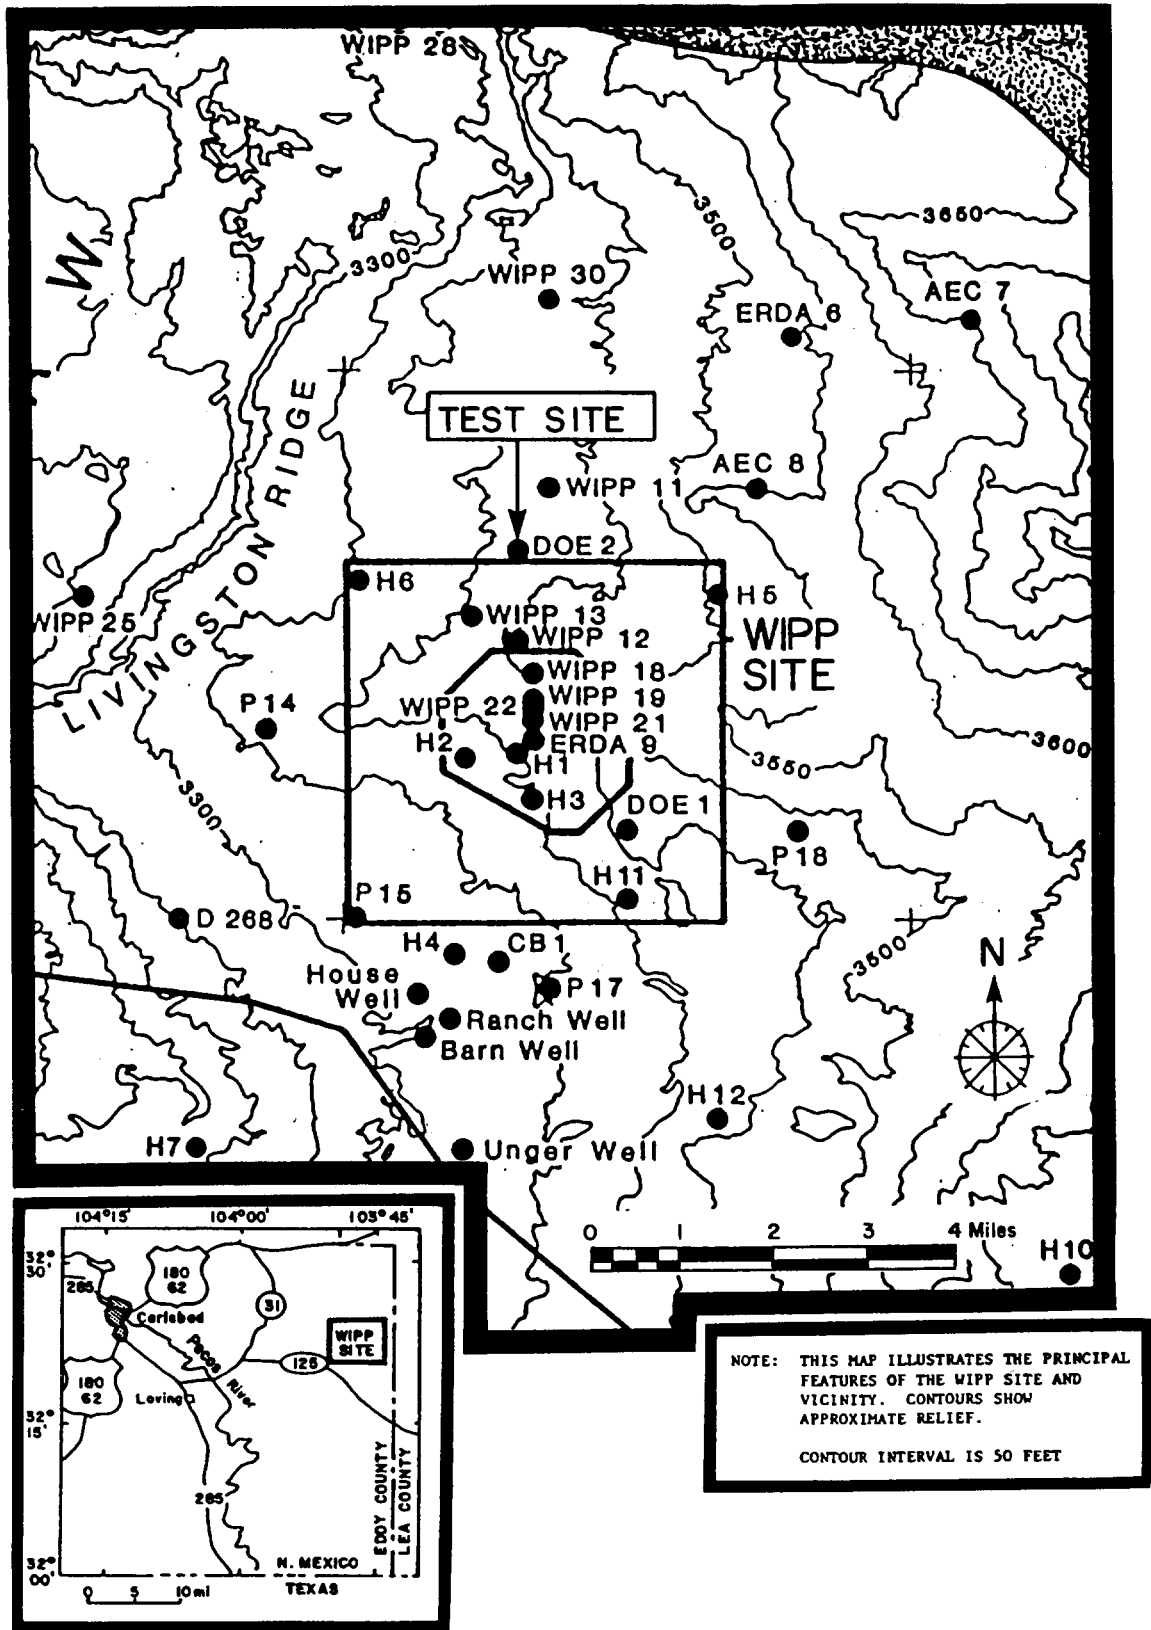 WIPP 28
W
3500
3650
3300
WIPP 30
AEC 7
ERDA 6
LIVINGSTON RIDGE
TEST SITE
AEC 8
WIPP 11
DOE 2
H6
H5
WIPP 25
WIPP 13
WIPP 12
WIPP
SITE
WIPP 18
WIPP 19
WIPP 22
WIPP 21
P14
ERDA 9
H2
H1
3600
3550
3300
H3
DOE 1
P18
H11
P15
D 268
H4
CB1
3500
N
House
Well
P17
Ranch Well
Barn Well
H12
H7
Unger Well
0 1 2 3 4 Miles
H10
104°15' 104°00' 103°45'
32°
30'
285
180
62
Carlsbad
31
WIPP
SITE
Pecos River
125
180
62
Loving
32°
15'
285
EDDY COUNTY
LEA COUNTY
N. MEXICO
32°
00'
TEXAS
0 5 10mi
NOTE: THIS MAP ILLUSTRATES THE PRINCIPAL
FEATURES OF THE WIPP SITE AND
VICINITY. CONTOURS SHOW
APPROXIMATE RELIEF.
CONTOUR INTERVAL IS 50 FEET